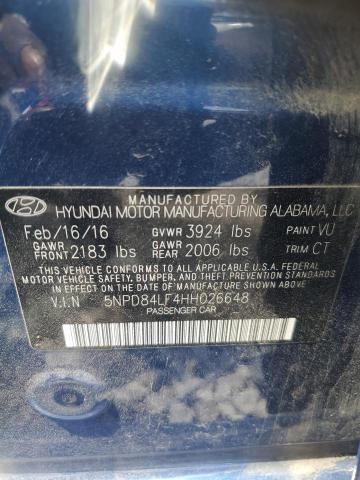 MANUFACTURED BY
HYUNDAI MOTOR MANUFACTURING ALABAMA, LLC
Feb/16/16 GVWR 3924 lbs PAINT VU
GAWR FRONT 2183 lbs GAWR REAR 2006 lbs TRIM CT
THIS VEHICLE CONFORMS TO ALL APPLICABLE U.S.A. FEDERAL
MOTOR VEHICLE SAFETY, BUMPER, AND THEFT PREVENTION STANDARDS
IN EFFECT ON THE DATE OF MANUFACTURE SHOWN ABOVE.
V.I.N 5NPD84LF4HH026648
PASSENGER CAR